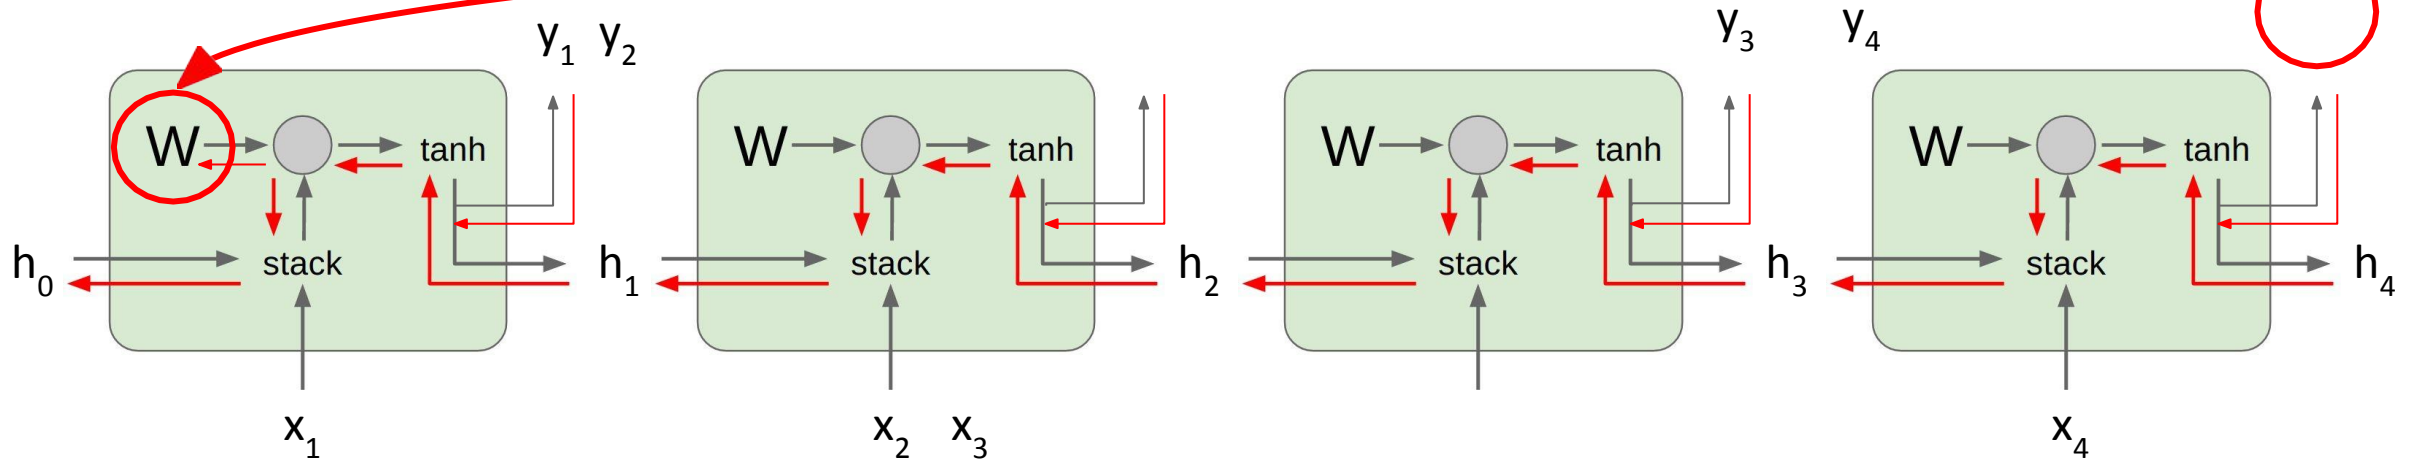 y1 y2 y3 y4
W tanh W tanh W tanh W tanh
h0 stack h1 stack h2 stack h3 stack h4
x1 x2 x3 x4